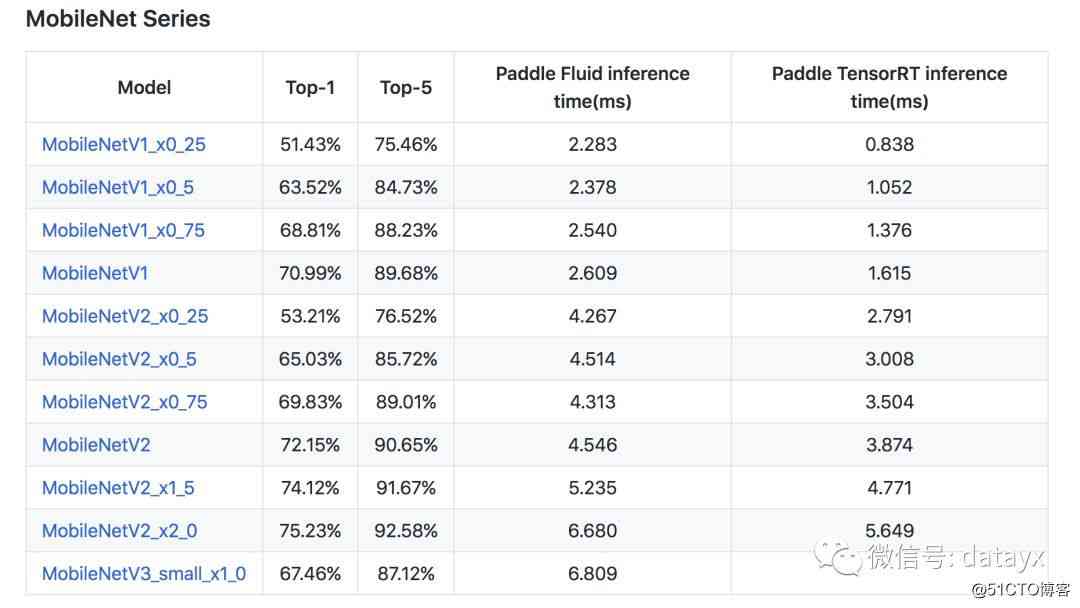 MobileNet Series
Model Top-1 Top-5 Paddle Fluid inference time(ms) Paddle TensorRT inference time(ms)
MobileNetV1_x0_25 51.43% 75.46% 2.283 0.838
MobileNetV1_x0_5 63.52% 84.73% 2.378 1.052
MobileNetV1_x0_75 68.81% 88.23% 2.540 1.376
MobileNetV1 70.99% 89.68% 2.609 1.615
MobileNetV2_x0_25 53.21% 76.52% 4.267 2.791
MobileNetV2_x0_5 65.03% 85.72% 4.514 3.008
MobileNetV2_x0_75 69.83% 89.01% 4.313 3.504
MobileNetV2 72.15% 90.65% 4.546 3.874
MobileNetV2_x1_5 74.12% 91.67% 5.235 4.771
MobileNetV2_x2_0 75.23% 92.58% 6.680 5.649
MobileNetV3_small_x1_0 67.46% 87.12% 6.809
微信号: datayx
@51CTO博客